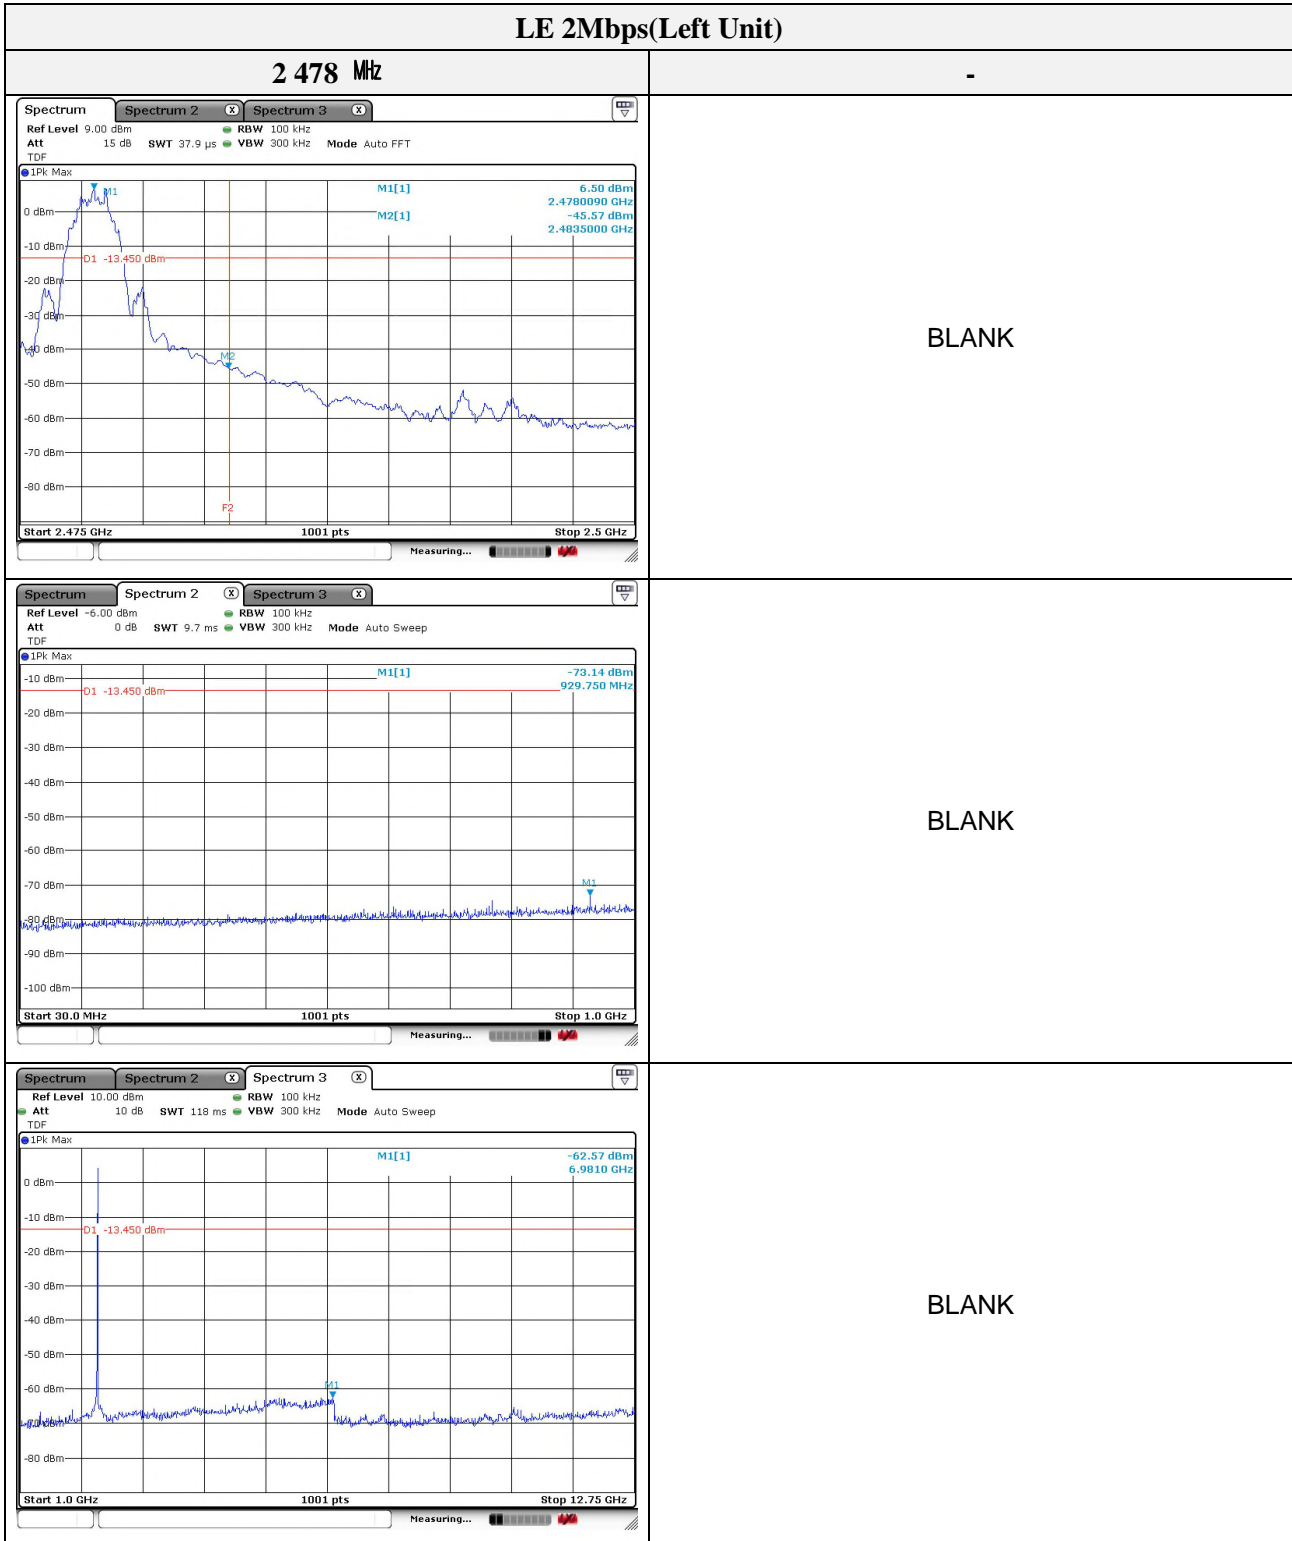 LE 2Mbps(Left Unit)
2 478 ㎒
-
Spectrum Spectrum 2 X Spectrum 3 X
Ref Level 9.00 dBm RBW 100 kHz
Att 15 dB SWT 37.9 µs VBW 300 kHz Mode Auto FFT
TDF
1Pk Max
M1[1] 6.50 dBm
2.4780090 GHz
M2[1] -45.57 dBm
2.4835000 GHz
M1
0 dBm
-10 dBm
D1 -13.450 dBm
-20 dBm
-30 dBm
-40 dBm
M2
-50 dBm
-60 dBm
-70 dBm
-80 dBm
F2
Start 2.475 GHz 1001 pts Stop 2.5 GHz
Measuring...
BLANK
Spectrum Spectrum 2 X Spectrum 3 X
Ref Level -6.00 dBm RBW 100 kHz
Att 0 dB SWT 9.7 ms VBW 300 kHz Mode Auto Sweep
TDF
1Pk Max
M1[1] -73.14 dBm
929.750 MHz
-10 dBm
D1 -13.450 dBm
-20 dBm
-30 dBm
-40 dBm
-50 dBm
-60 dBm
-70 dBm
M1
-80 dBm
-90 dBm
-100 dBm
Start 30.0 MHz 1001 pts Stop 1.0 GHz
Measuring...
BLANK
Spectrum Spectrum 2 X Spectrum 3 X
Ref Level 10.00 dBm RBW 100 kHz
Att 10 dB SWT 118 ms VBW 300 kHz Mode Auto Sweep
TDF
1Pk Max
M1[1] -62.57 dBm
6.9810 GHz
0 dBm
-10 dBm
D1 -13.450 dBm
-20 dBm
-30 dBm
-40 dBm
-50 dBm
-60 dBm
M1
-70 dBm
-80 dBm
Start 1.0 GHz 1001 pts Stop 12.75 GHz
Measuring...
BLANK